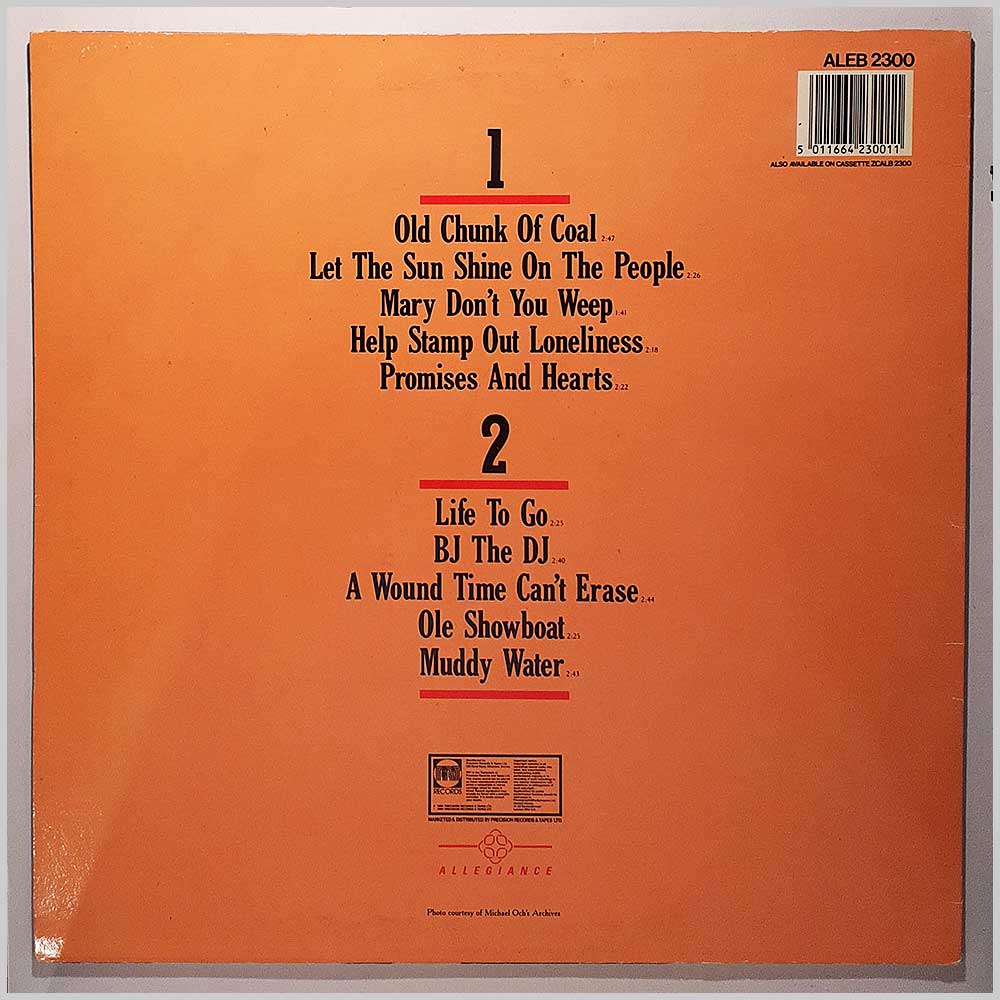 ALEB 2300
5 011664 230011
ALSO AVAILABLE ON CASSETTE ZCALB 2300
1
Old Chunk Of Coal 2:47
Let The Sun Shine On The People 2:26
Mary Don't You Weep 1:41
Help Stamp Out Loneliness 2:18
Promises And Hearts 2:22
2
Life To Go 2:25
BJ The DJ 2:40
A Wound Time Can't Erase 2:44
Ole Showboat 2:25
Muddy Water 2:43
PRT
RECORDS
MARKETED & DISTRIBUTED BY PRECISION RECORDS & TAPES LTD.
ALLEGIANCE
Photo courtesy of Michael Och's Archives